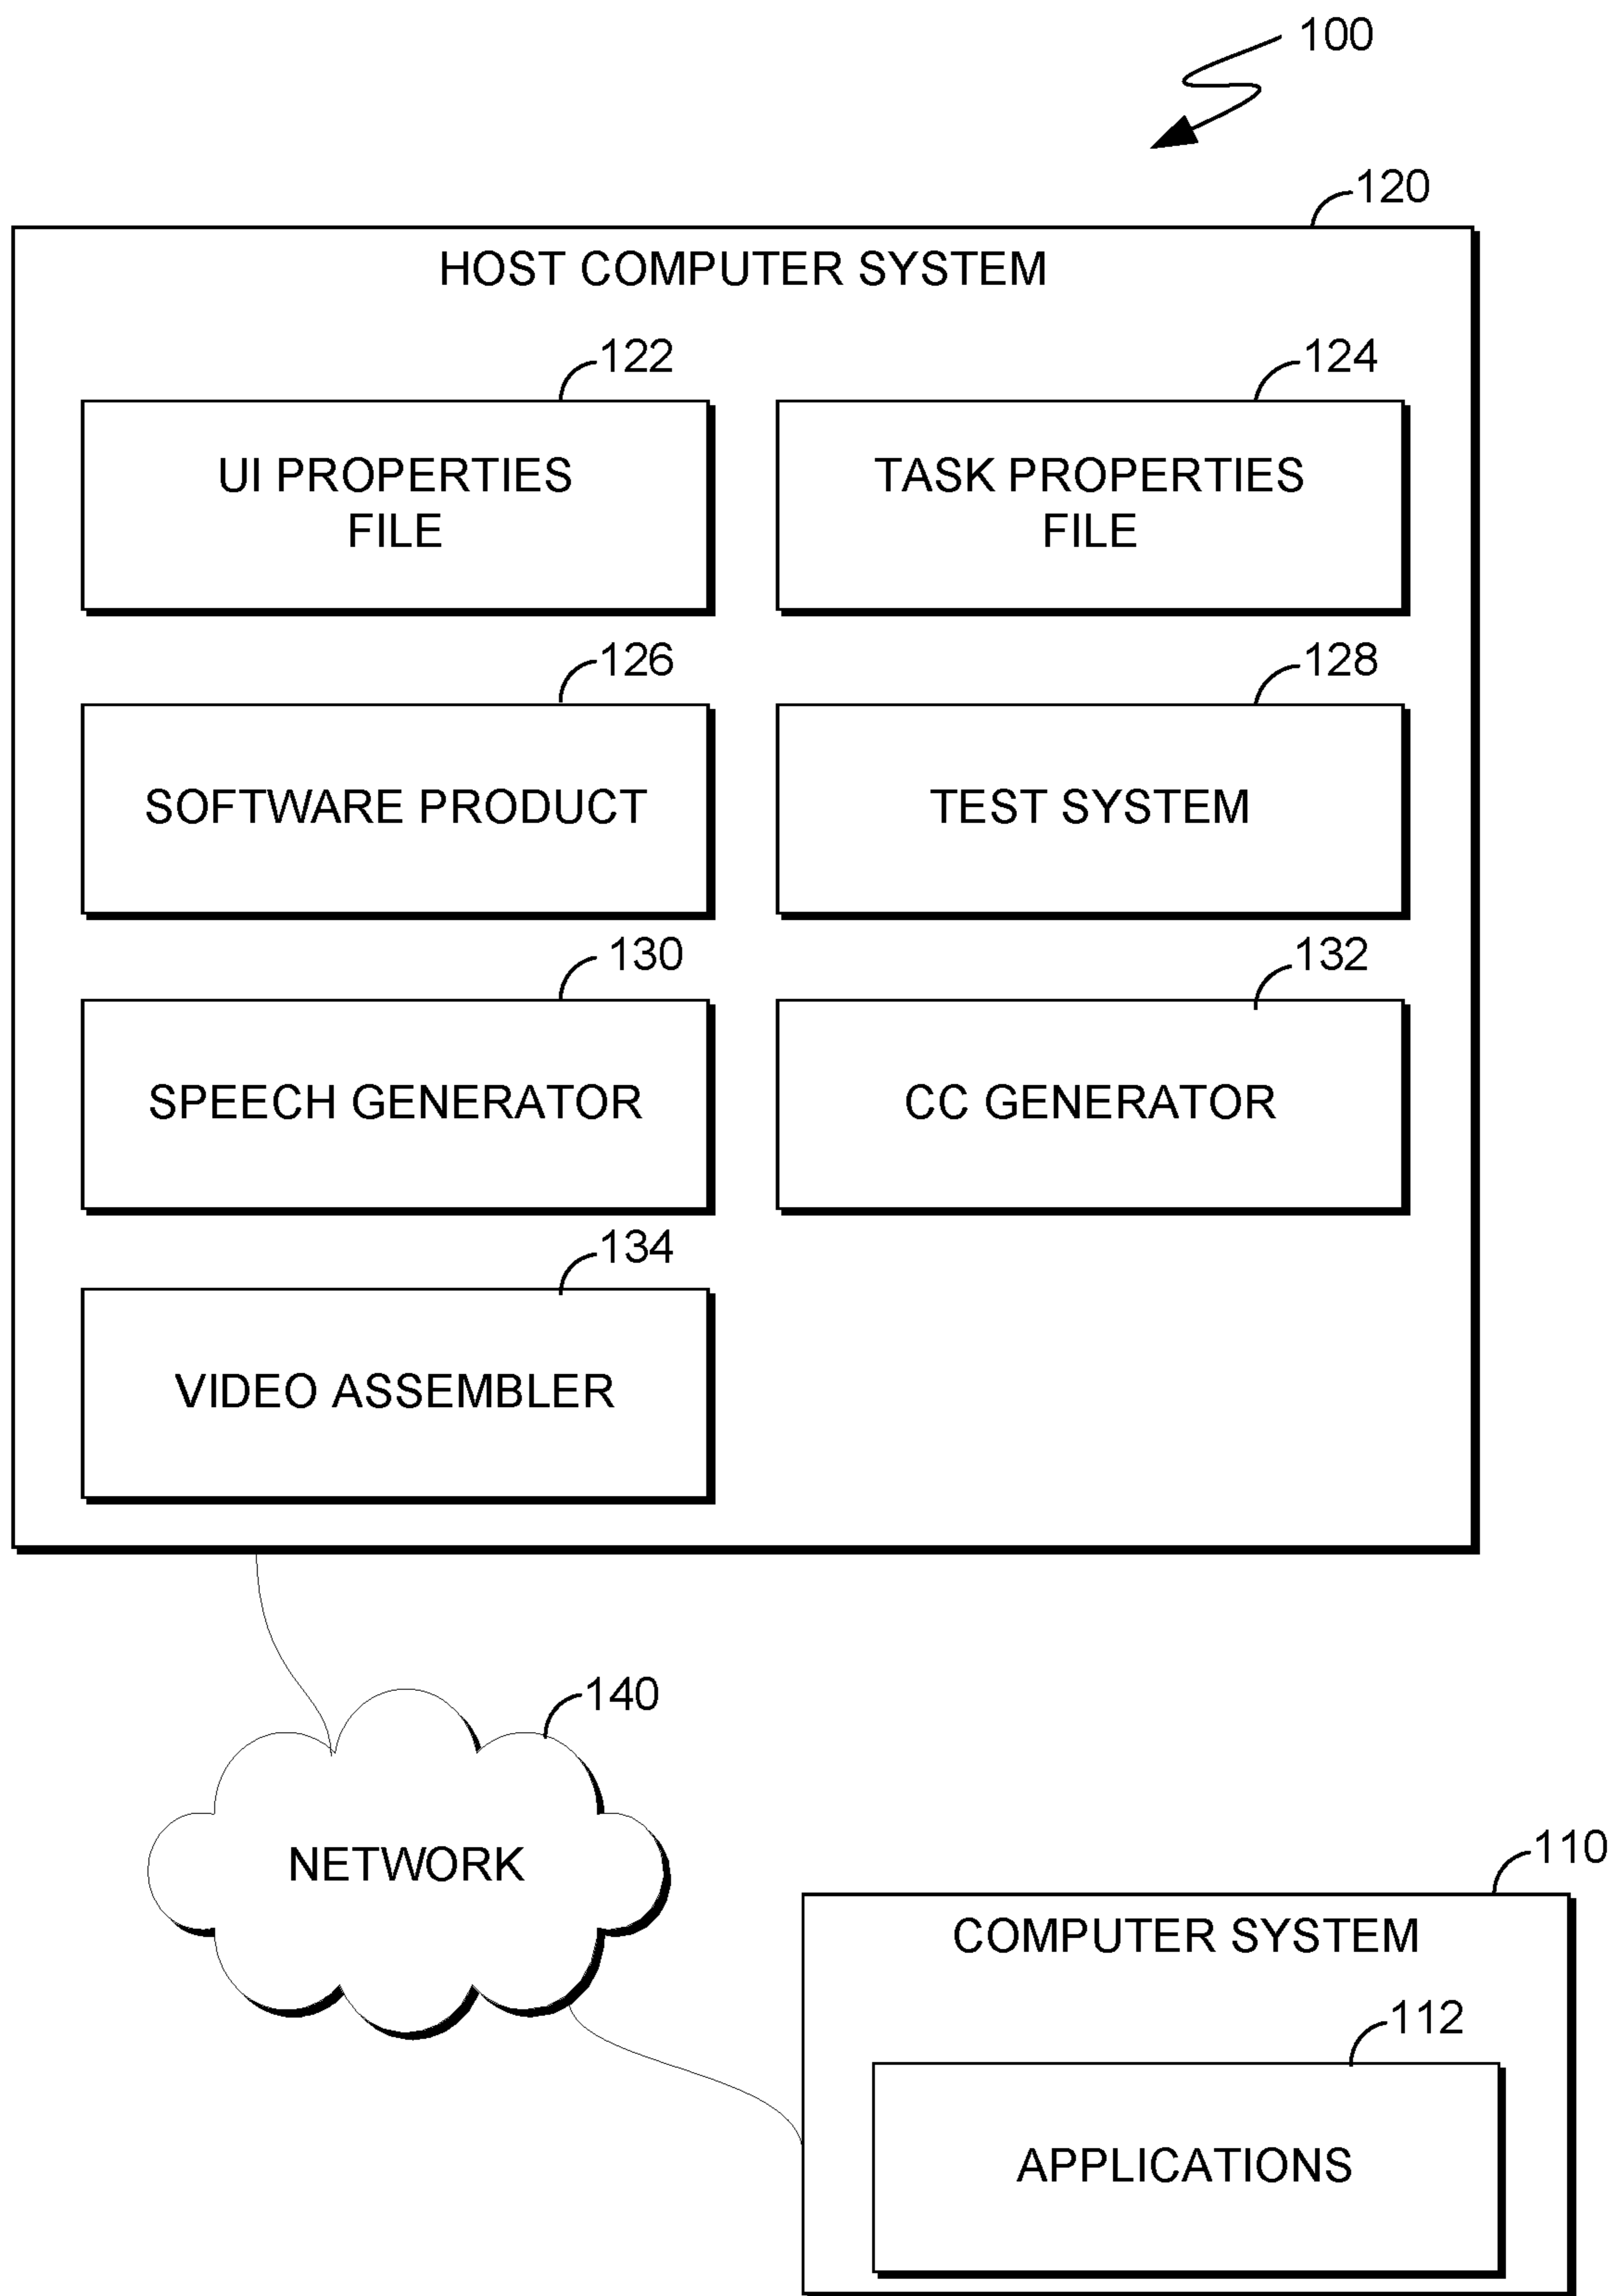 100
120
HOST COMPUTER SYSTEM
122
124
UI PROPERTIES
FILE
TASK PROPERTIES
FILE
126
128
SOFTWARE PRODUCT
TEST SYSTEM
130
132
SPEECH GENERATOR
CC GENERATOR
134
VIDEO ASSEMBLER
140
NETWORK
110
COMPUTER SYSTEM
112
APPLICATIONS